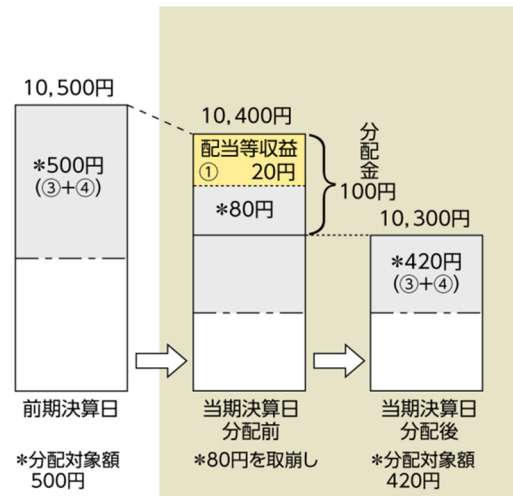 10,500円
*500円
(③+④)
前期決算日
*分配対象額
500円
10,400円
配当等収益
① 20円
*80円
分配金
100円
当期決算日
分配前
*80円を取崩し
10,300円
*420円
(③+④)
当期決算日
分配後
*分配対象額
420円